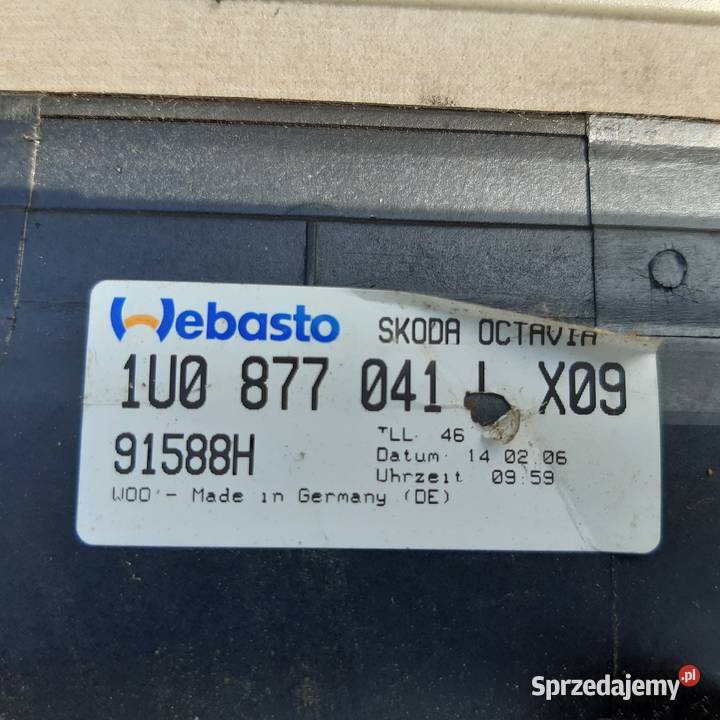 Webasto SKODA OCTAVIA
1U0 877 041 L X09
91588H
TLL. 46
Datum 14 02.06
Uhrzeit 09:59
W00 - Made in Germany (DE)
Sprzedajemy.pl